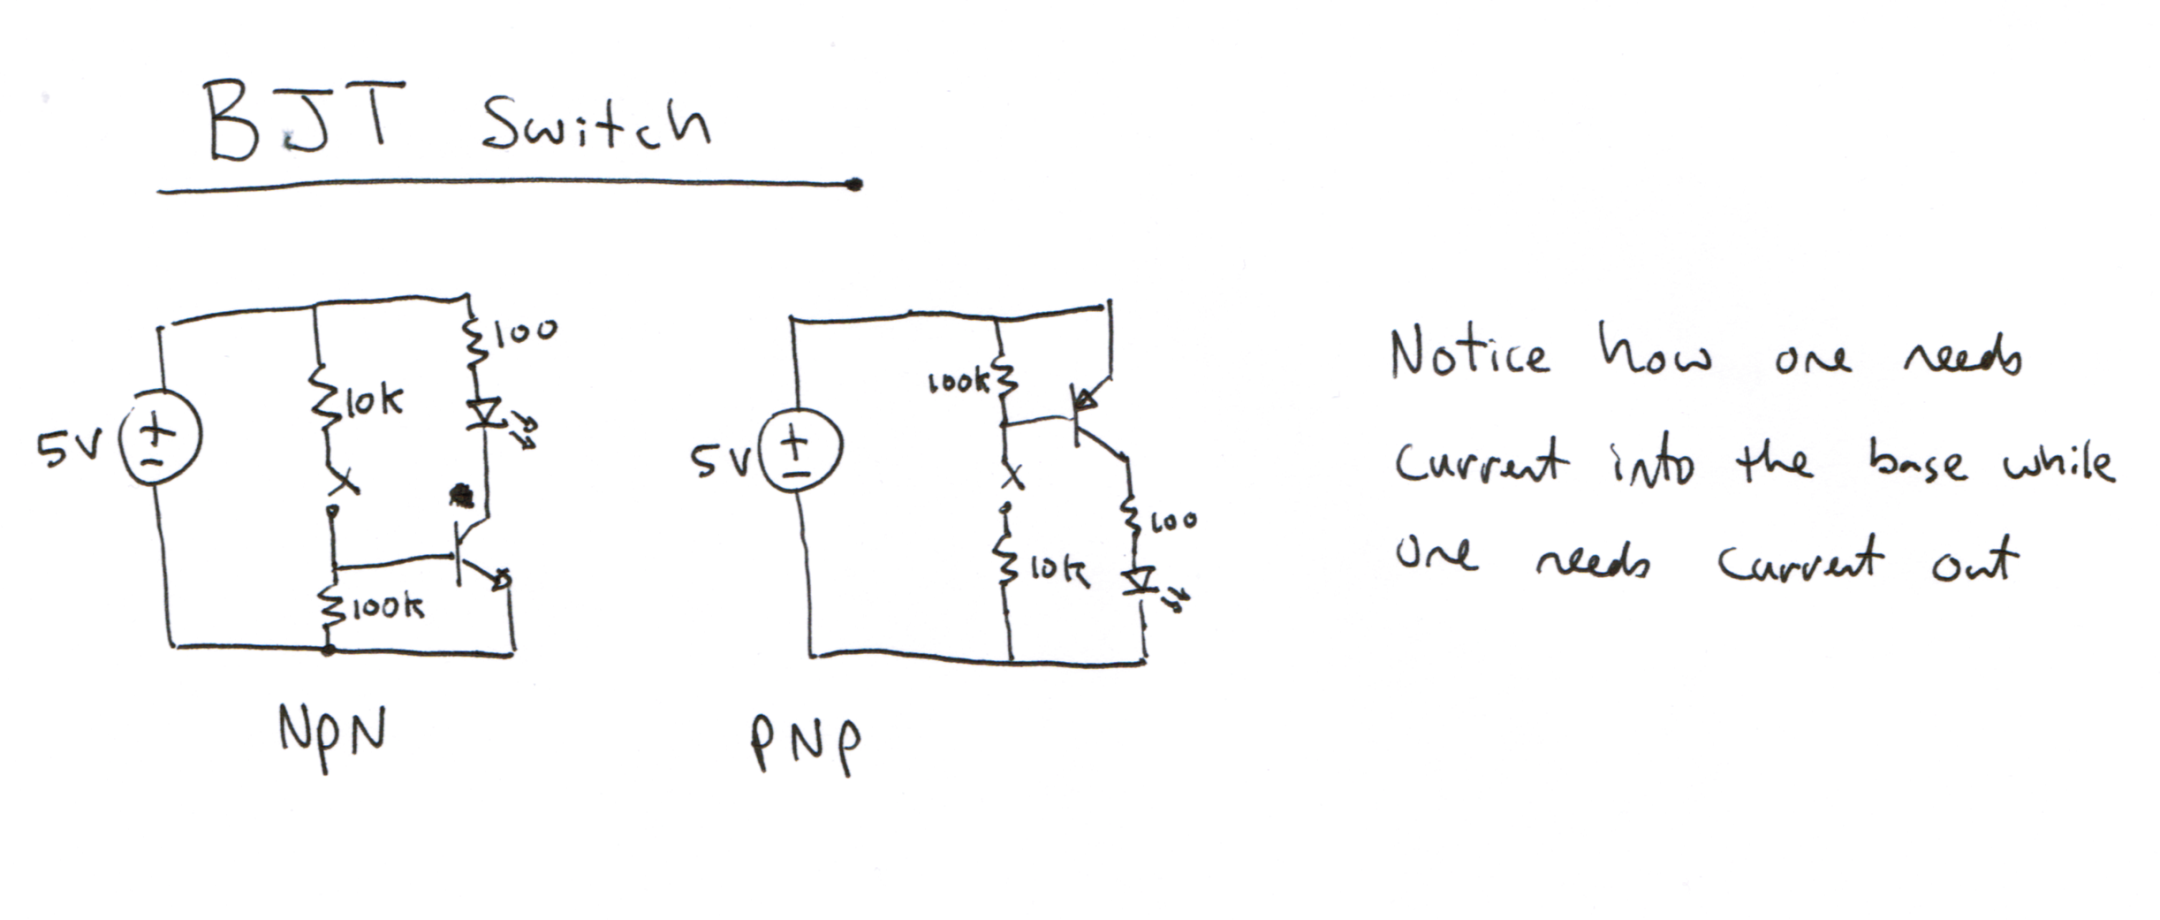 BJT Switch
100
10K
5V
100K
NPN
100K
5V
100
10K
PNP
Notice how one needs
current into the base while
one needs current out